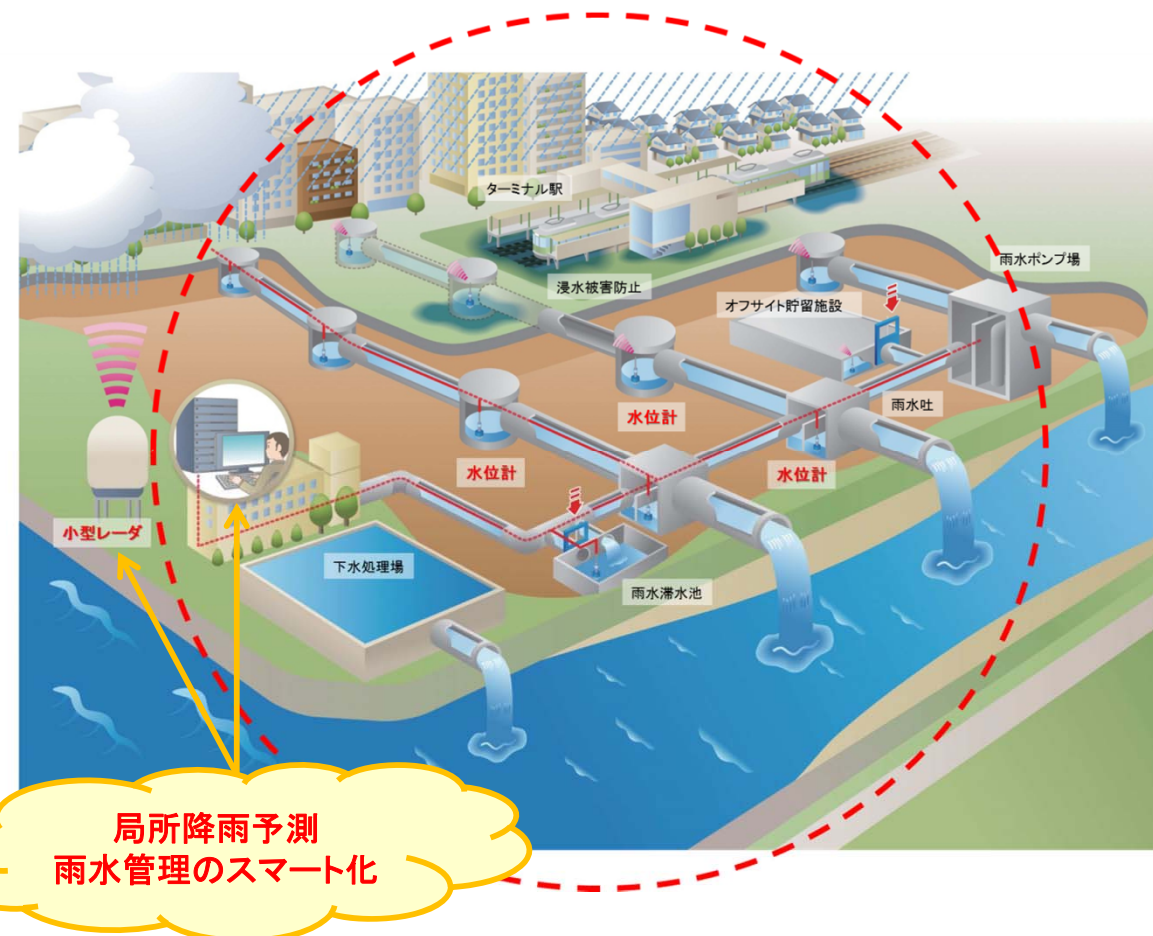 ターミナル駅
雨水ポンプ場
浸水被害防止
オフサイト貯留施設
雨水吐
水位計
水位計
水位計
小型レーダ
下水処理場
雨水滞水池
局所降雨予測
雨水管理のスマート化